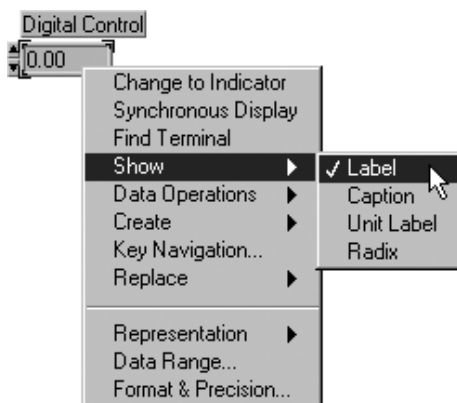 Digital Control
0.00
Change to Indicator
Synchronous Display
Find Terminal
Show
Data Operations
Create
Key Navigation...
Replace
Representation
Data Range...
Format & Precision...
Label
Caption
Unit Label
Radix